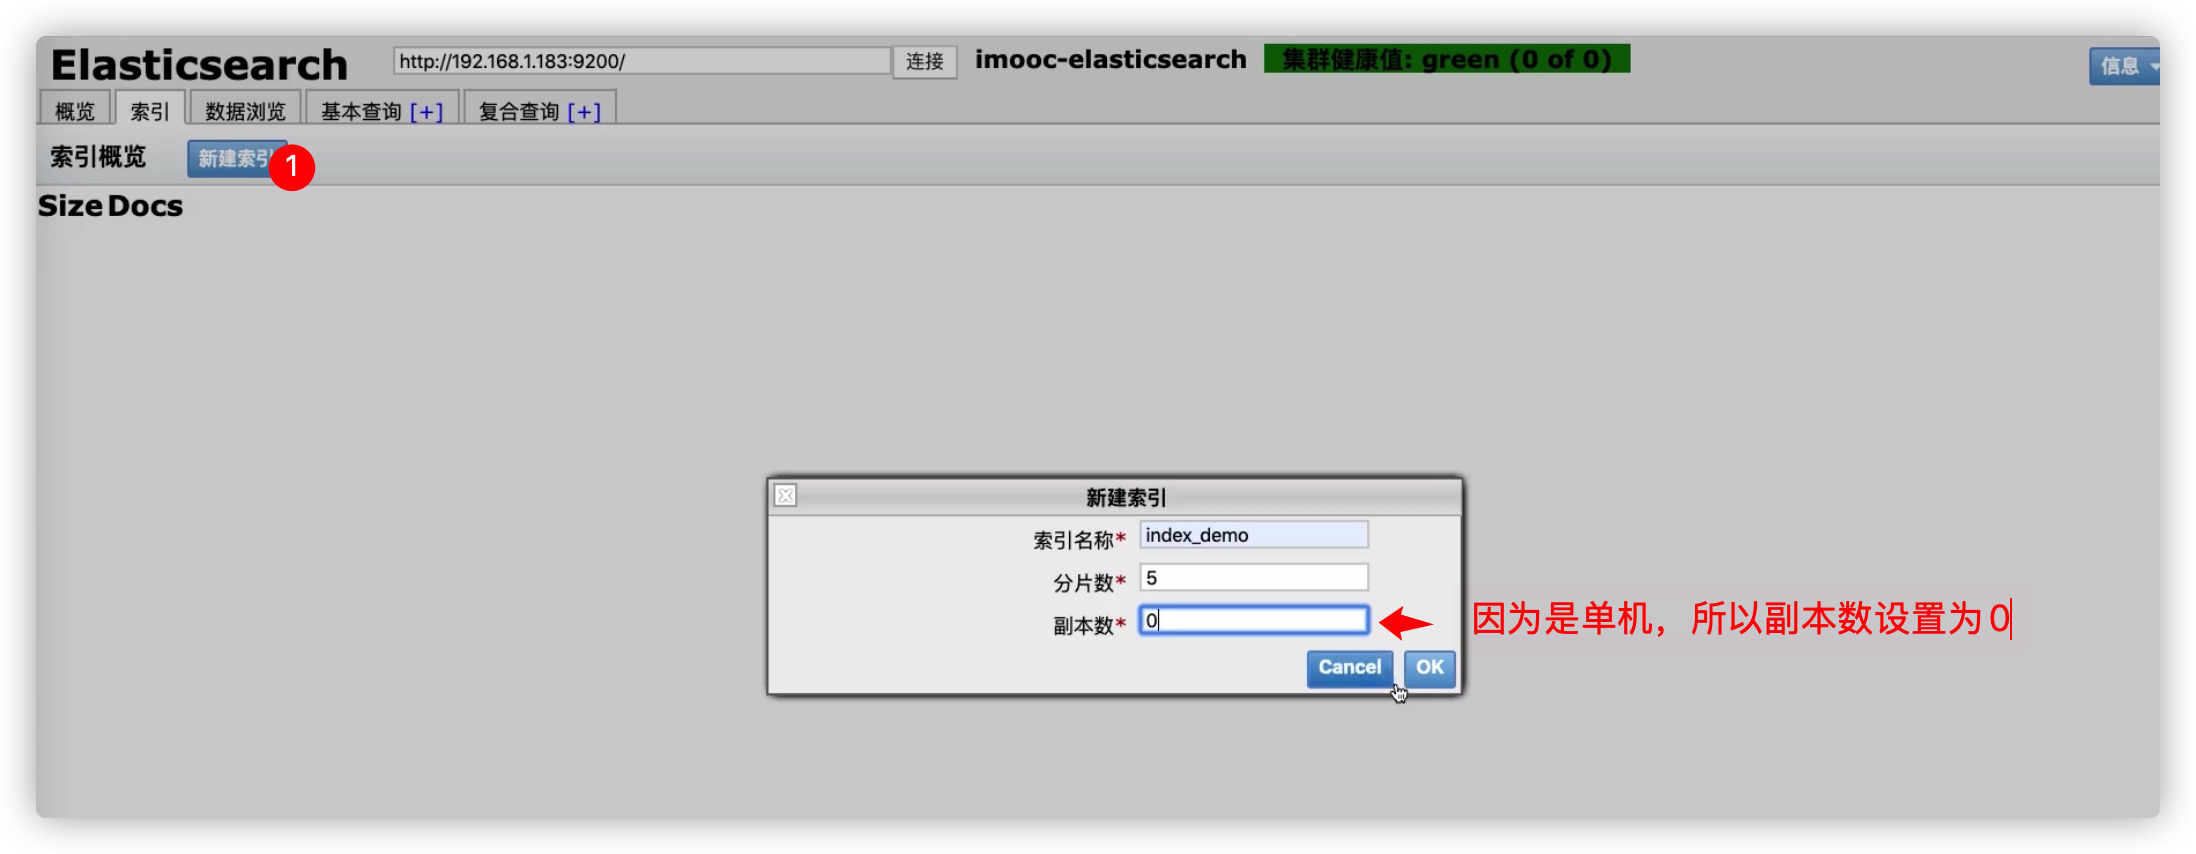 Elasticsearch http://192.168.1.183:9200/ 连接 imooc-elasticsearch 集群健康值: green (0 of 0) 信息
概览 索引 数据浏览 基本查询 [+] 复合查询 [+]
索引概览 新建索引 1
Size Docs
新建索引
索引名称* index_demo
分片数* 5
副本数* 0
因为是单机，所以副本数设置为0
Cancel OK